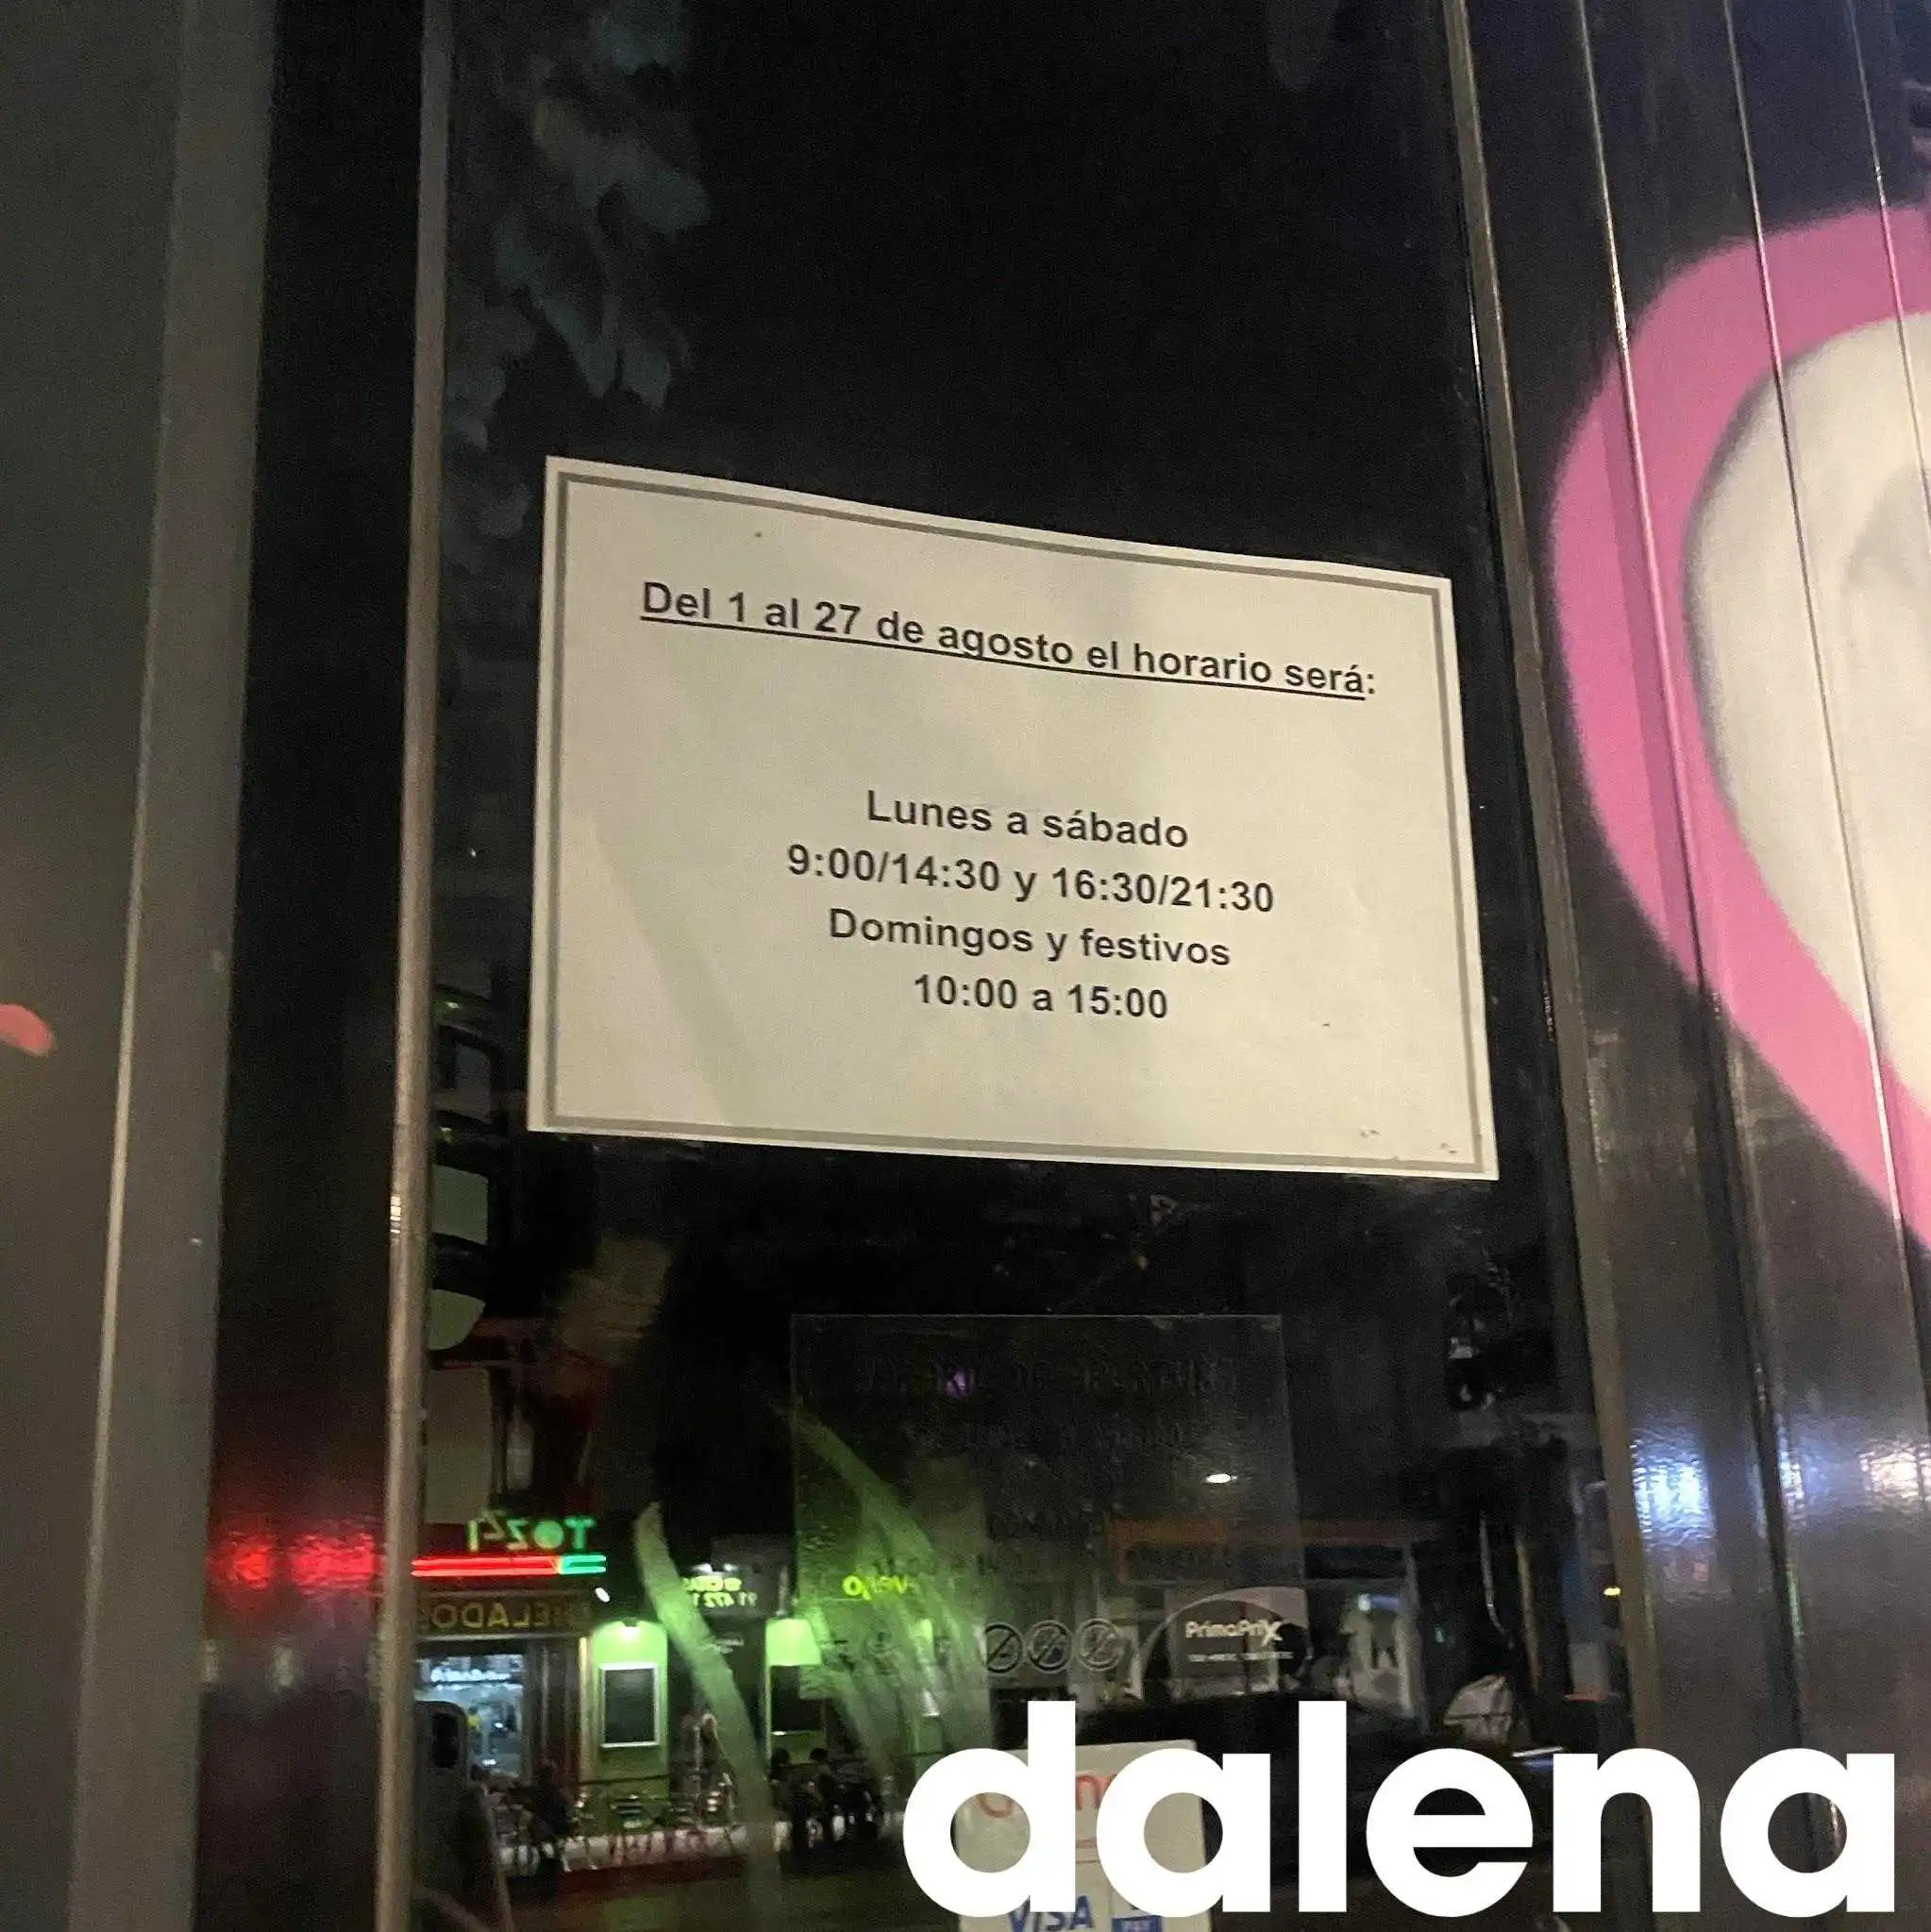 Del 1 al 27 de agosto el horario será:
Lunes a sábado
9:00/14:30 y 16:30/21:30
Domingos y festivos
10:00 a 15:00
PrimaPrix
VISA
PAY
dalena